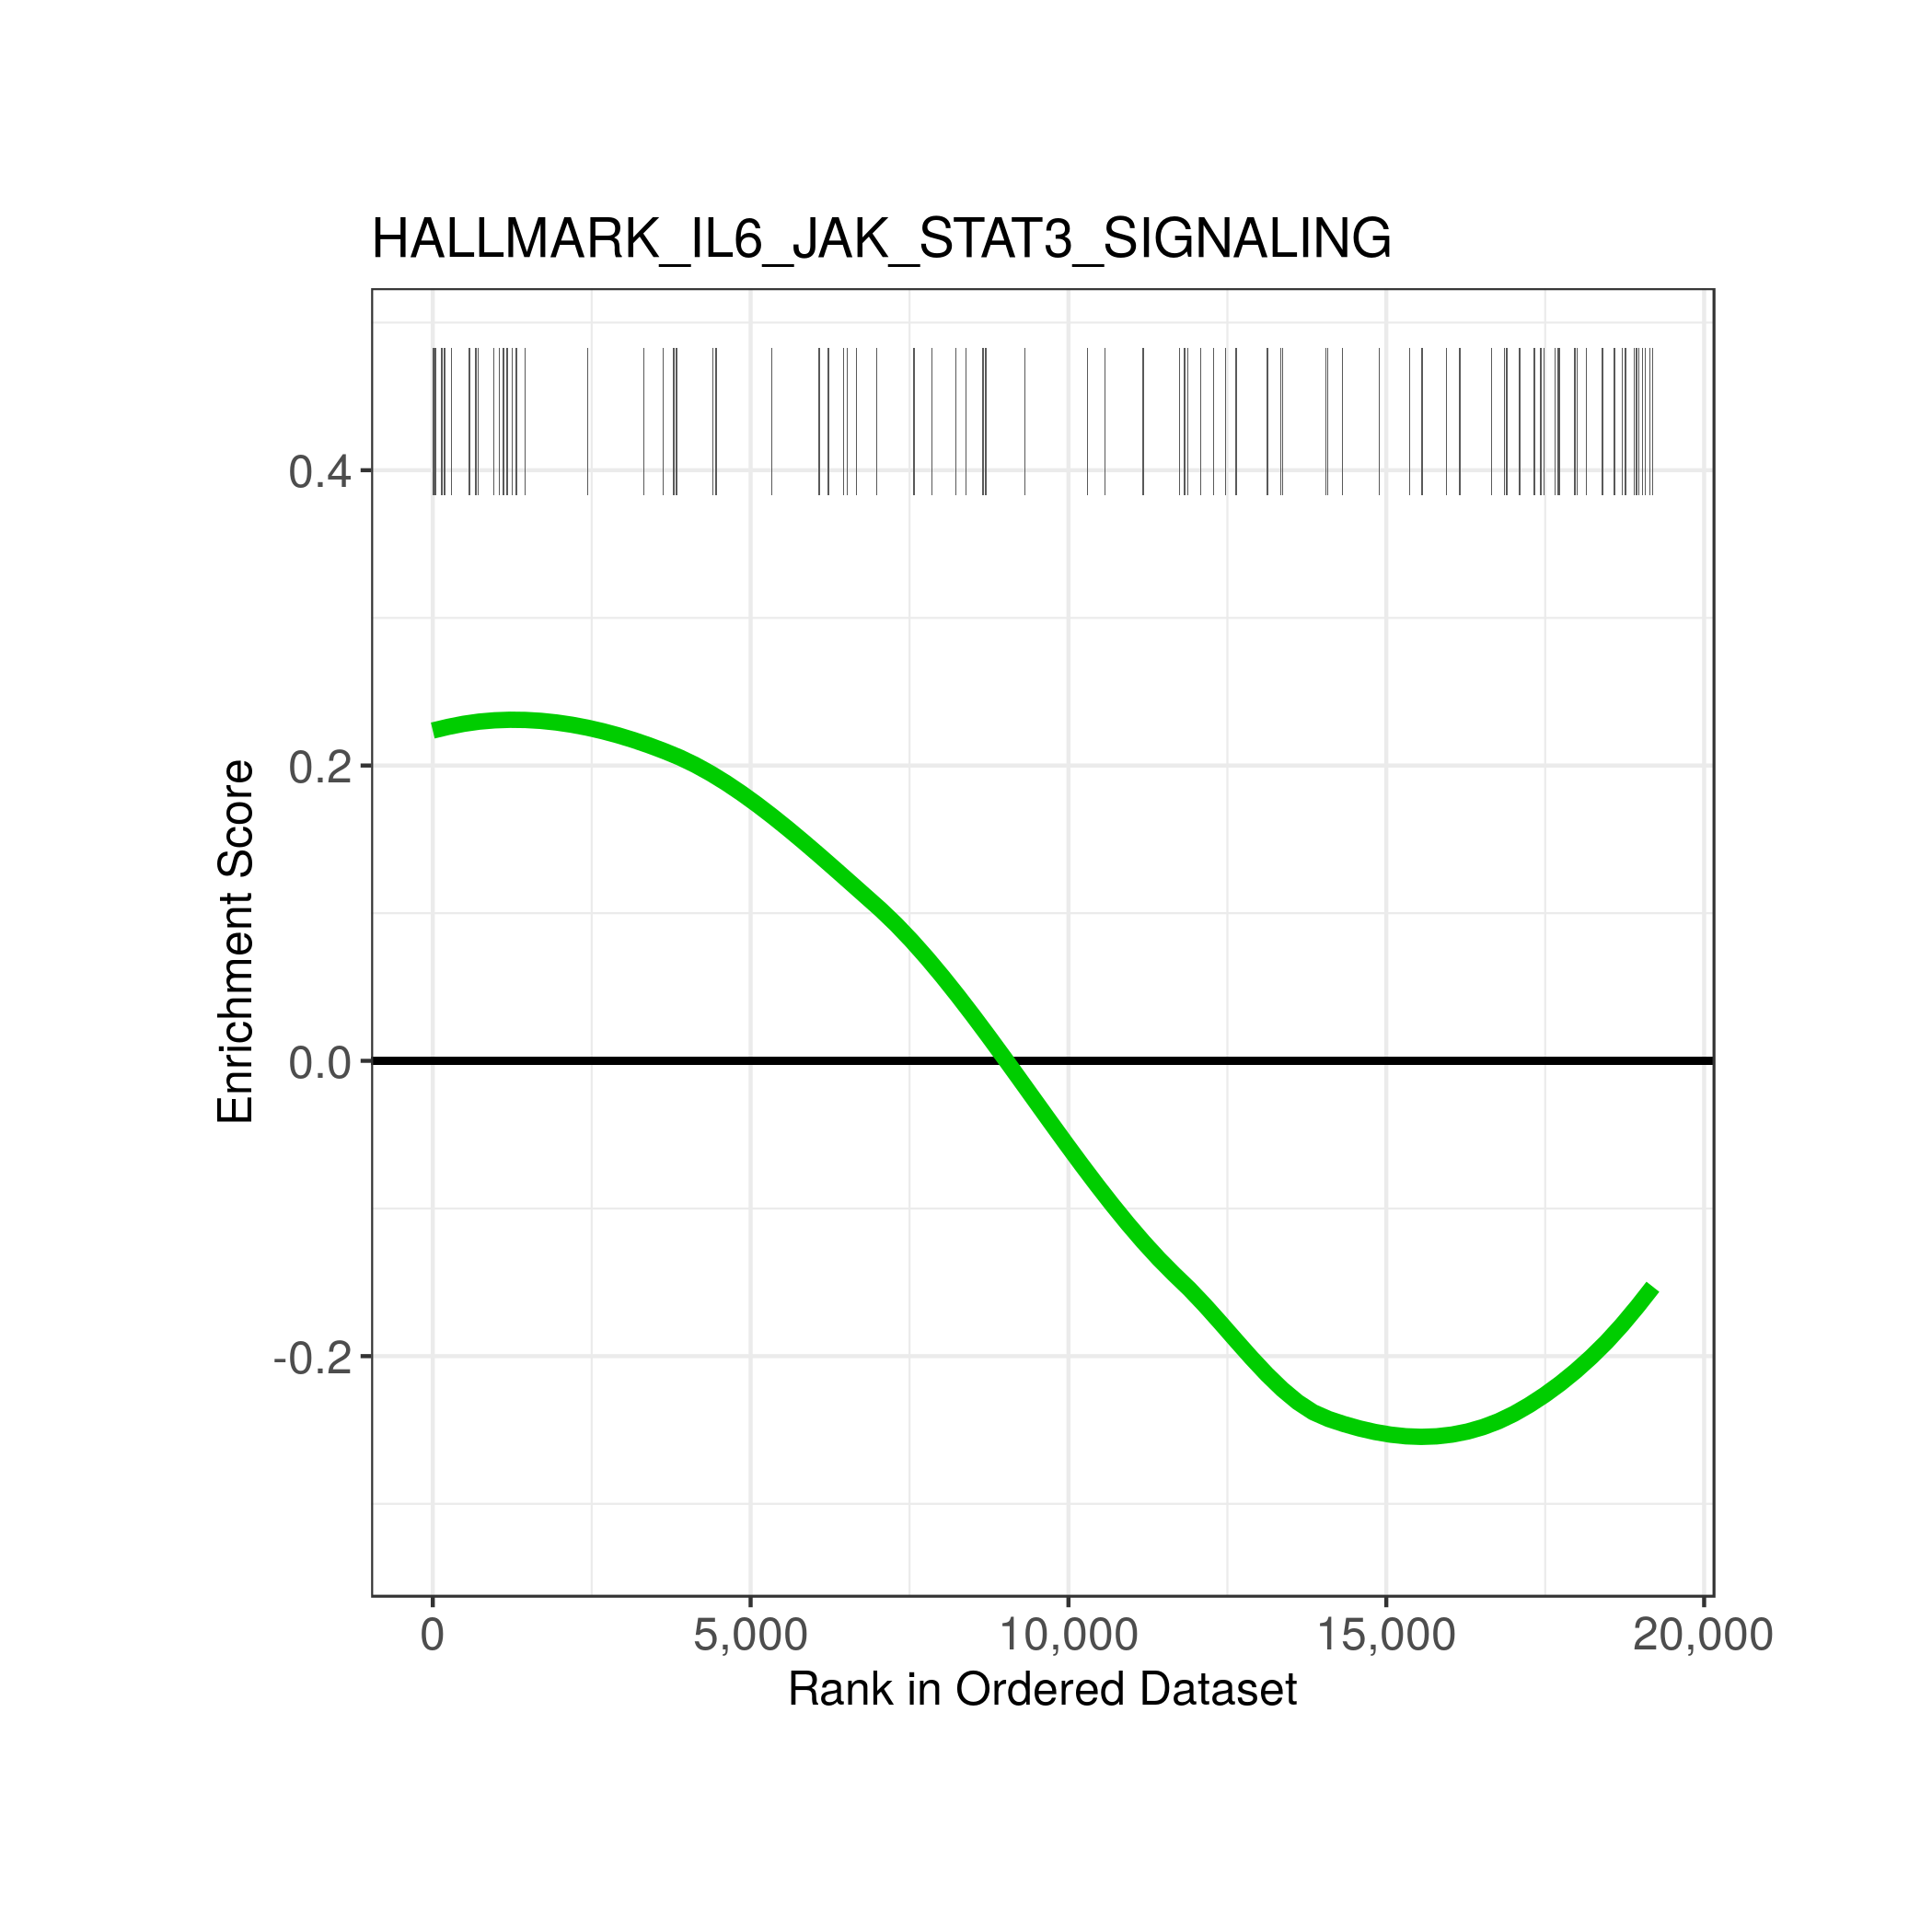 HALLMARK_IL6_JAK_STAT3_SIGNALING
Enrichment Score
0.4
0.2
0.0
-0.2
0 5,000 10,000 15,000 20,000
Rank in Ordered Dataset